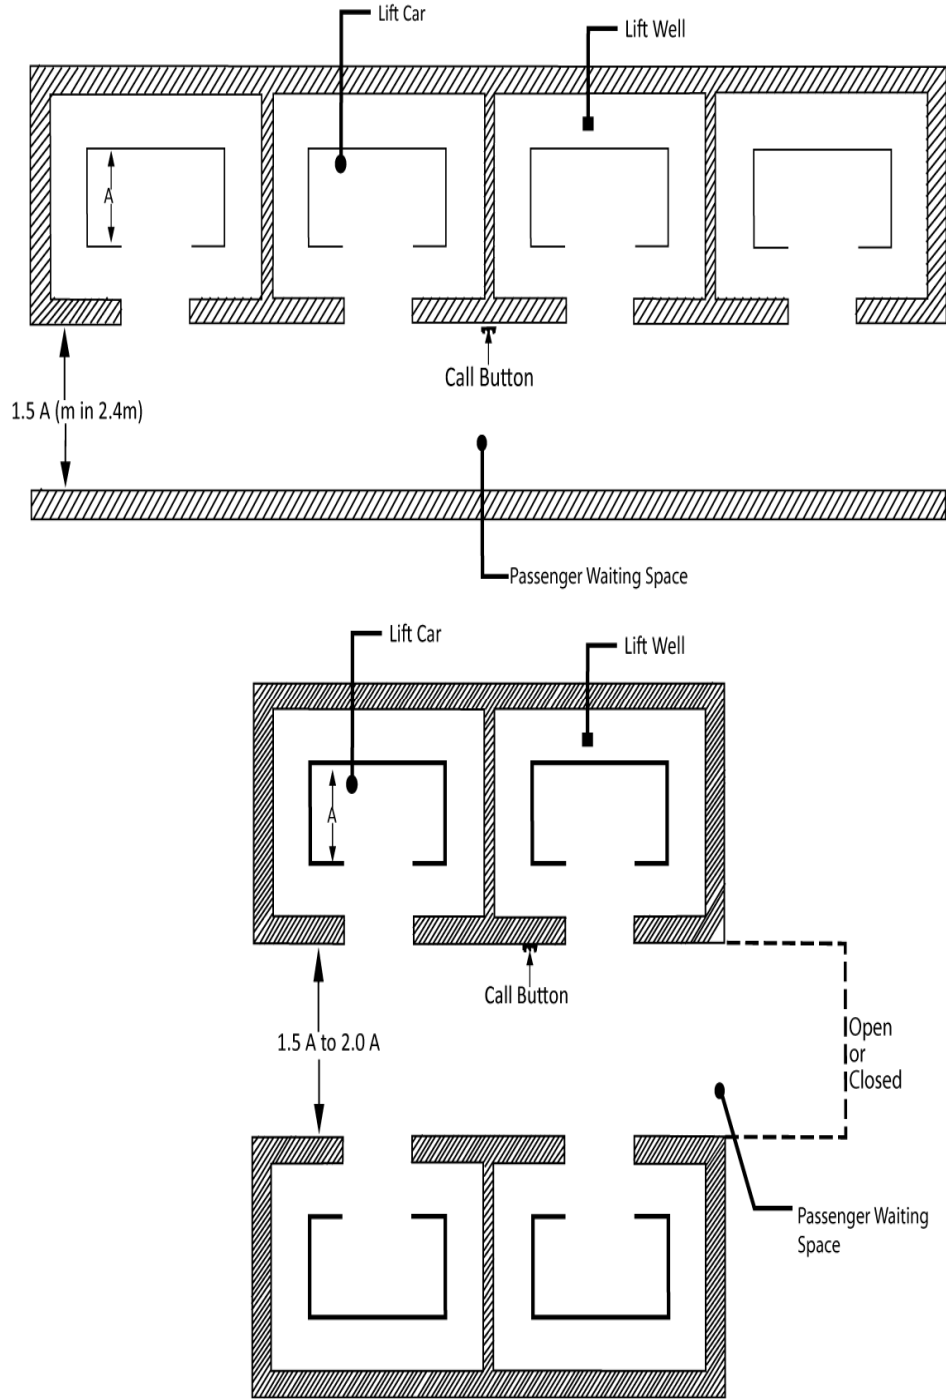 Lift Car
Lift Well
A
Call Button
1.5 A (m in 2.4m)
Passenger Waiting Space
Lift Car
Lift Well
A
Call Button
1.5 A to 2.0 A
Open
or
Closed
Passenger Waiting
Space